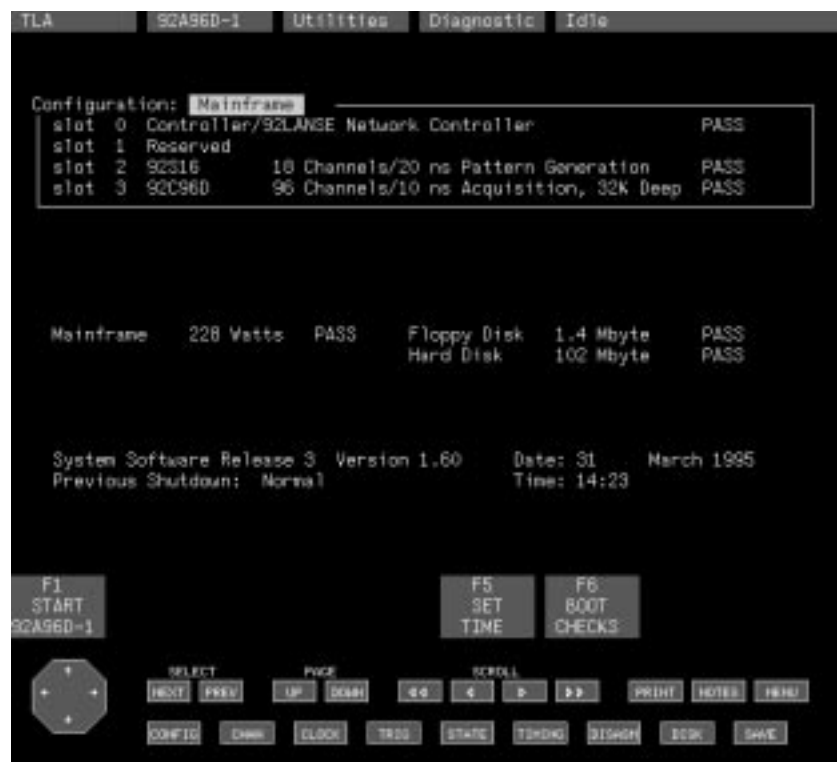 TLA 92A96D-1 Utilities Diagnostic Idle
Configuration: Mainframe
slot 0 Controller/92LANSE Network Controller PASS
slot 1 Reserved
slot 2 92S16 18 Channels/20 ns Pattern Generation PASS
slot 3 92C96D 96 Channels/10 ns Acquisition, 32K Deep PASS
Mainframe 228 Watts PASS Floppy Disk 1.4 Mbyte PASS
Hard Disk 102 Mbyte PASS
System Software Release 3 Version 1.60 Date: 31 March 1995
Previous Shutdown: Normal Time: 14:23
F1 F5 F6
START SET BOOT
92A96D-1 TIME CHECKS
SELECT PAGE SCROLL
NEXT PREV UP DOWN PRINT NOTES MENU
CONFIG CHAN CLOCK TRIG STATE TIMING DISASM DISK SAVE